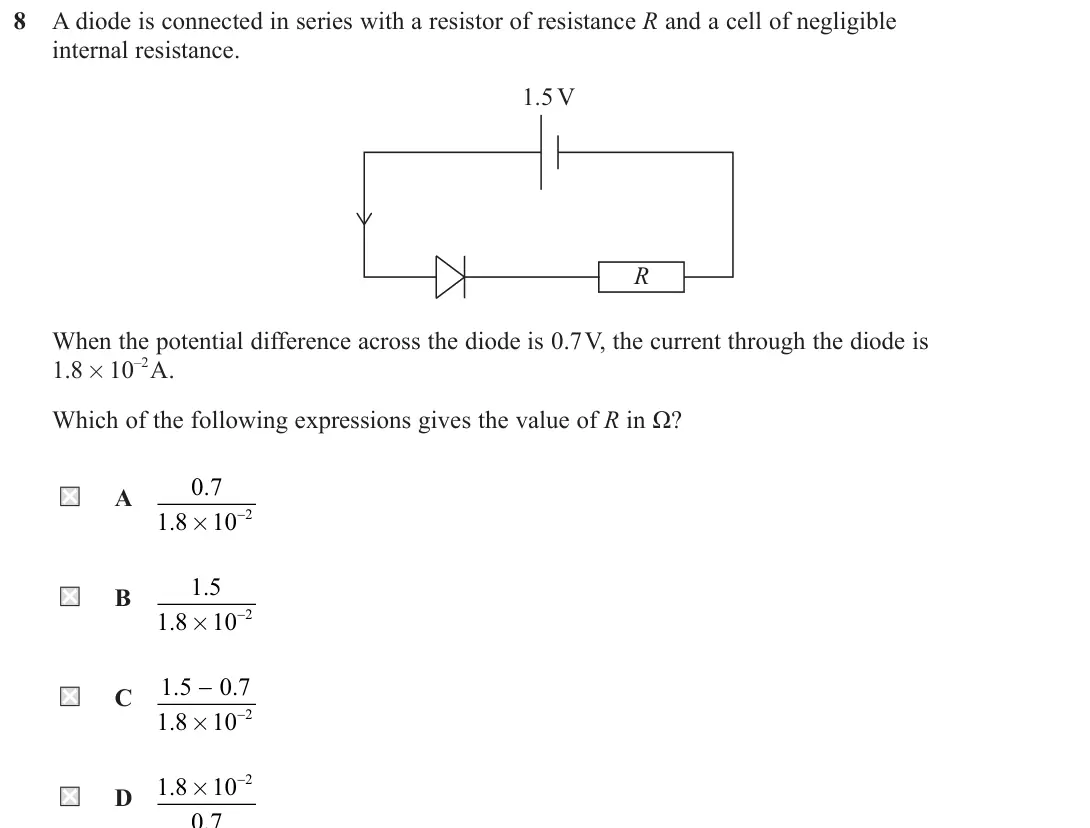 8 A diode is connected in series with a resistor of resistance R and a cell of negligible
internal resistance.
1.5 V
R
When the potential difference across the diode is 0.7 V, the current through the diode is
1.8 × 10⁻² A.
Which of the following expressions gives the value of R in Ω?
A 0.7
1.8 × 10⁻²
B 1.5
1.8 × 10⁻²
C 1.5 – 0.7
1.8 × 10⁻²
D 1.8 × 10⁻²
0.7